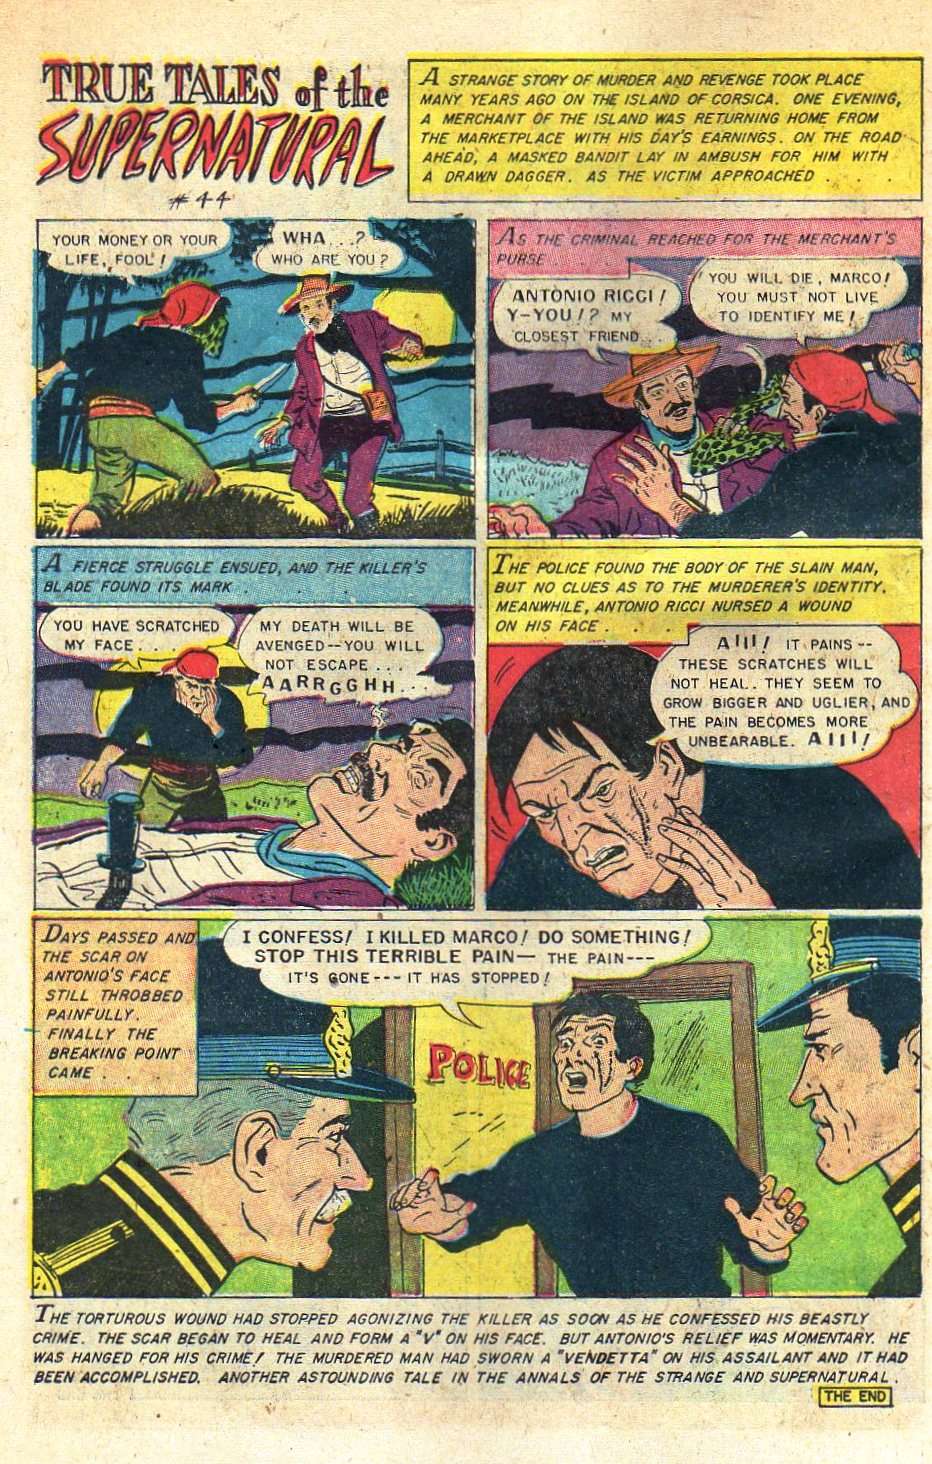 TRUE TALES of the
SUPERNATURAL
# 44
A STRANGE STORY OF MURDER AND REVENGE TOOK PLACE
MANY YEARS AGO ON THE ISLAND OF CORSICA. ONE EVENING,
A MERCHANT OF THE ISLAND WAS RETURNING HOME FROM
THE MARKETPLACE WITH HIS DAY'S EARNINGS. ON THE ROAD
AHEAD, A MASKED BANDIT LAY IN AMBUSH FOR HIM WITH
A DRAWN DAGGER. AS THE VICTIM APPROACHED . . .
YOUR MONEY OR YOUR
LIFE, FOOL!
WHA...?
WHO ARE YOU?
AS THE CRIMINAL REACHED FOR THE MERCHANT'S
PURSE . . .
ANTONIO RICCI!
Y-YOU!? MY
CLOSEST FRIEND...
YOU WILL DIE, MARCO!
YOU MUST NOT LIVE
TO IDENTIFY ME!
A FIERCE STRUGGLE ENSUED, AND THE KILLER'S
BLADE FOUND ITS MARK . . .
YOU HAVE SCRATCHED
MY FACE. . .
MY DEATH WILL BE
AVENGED--YOU WILL
NOT ESCAPE...
AARRGGHH...
THE POLICE FOUND THE BODY OF THE SLAIN MAN,
BUT NO CLUES AS TO THE MURDERER'S IDENTITY.
MEANWHILE, ANTONIO RICCI NURSED A WOUND
ON HIS FACE . . .
AIII! IT PAINS--
THESE SCRATCHES WILL
NOT HEAL.. THEY SEEM TO
GROW BIGGER AND UGLIER, AND
THE PAIN BECOMES MORE
UNBEARABLE. AIII!
DAYS PASSED AND
THE SCAR ON
ANTONIO'S FACE
STILL THROBBED
PAINFULLY.
FINALLY THE
BREAKING POINT
CAME . . .
I CONFESS! I KILLED MARCO! DO SOMETHING!
STOP THIS TERRIBLE PAIN— THE PAIN---
IT'S GONE--- IT HAS STOPPED!
POLICE
THE TORTUROUS WOUND HAD STOPPED AGONIZING THE KILLER AS SOON AS HE CONFESSED HIS BEASTLY
CRIME. THE SCAR BEGAN TO HEAL AND FORM A "V" ON HIS FACE. BUT ANTONIO'S RELIEF WAS MOMENTARY. HE
WAS HANGED FOR HIS CRIME! THE MURDERED MAN HAD SWORN A "VENDETTA" ON HIS ASSAILANT AND IT HAD
BEEN ACCOMPLISHED. ANOTHER ASTOUNDING TALE IN THE ANNALS OF THE STRANGE AND SUPERNATURAL.
THE END